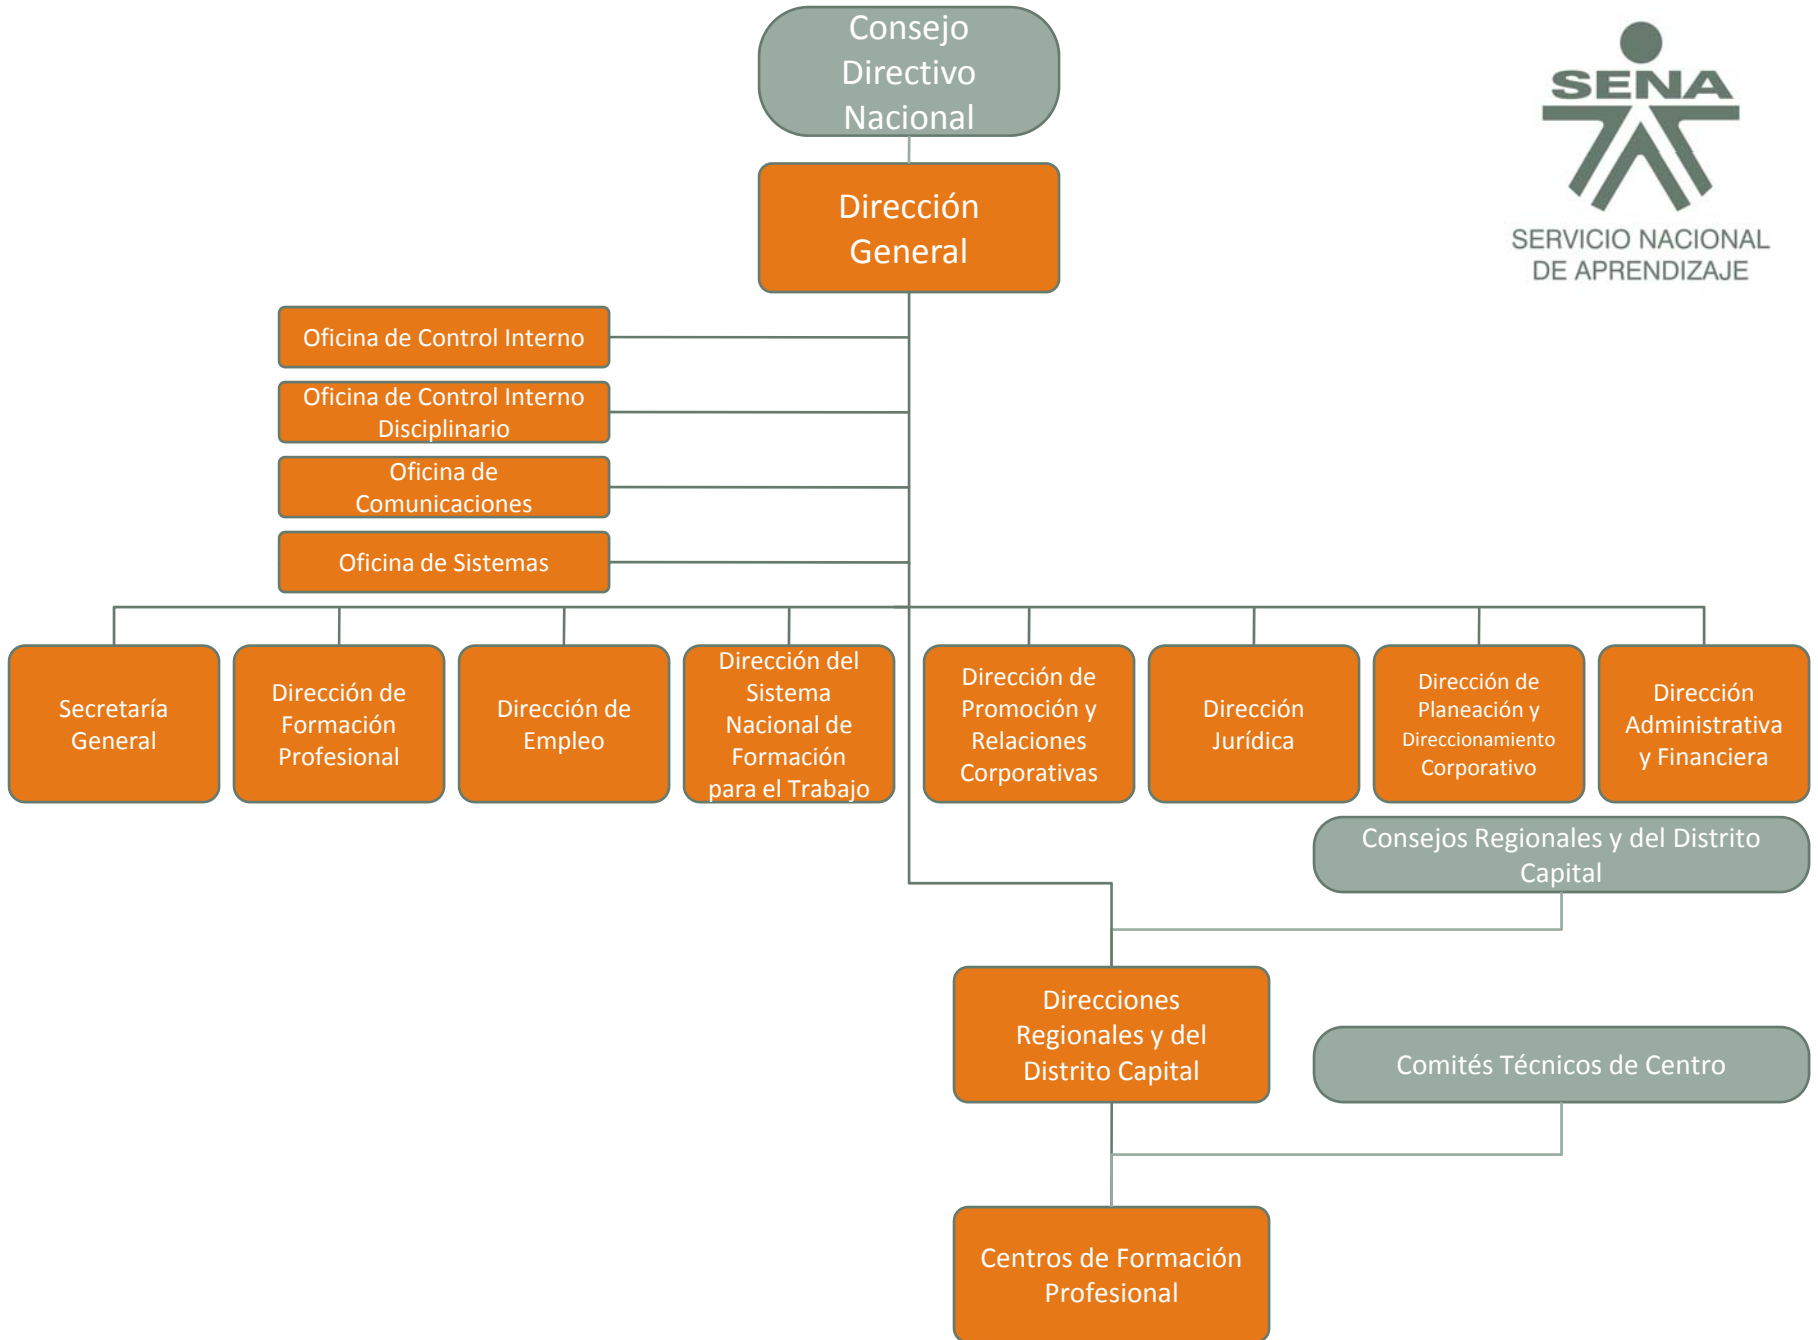 Consejo
Directivo
Nacional
SENA
SERVICIO NACIONAL
DE APRENDIZAJE
Dirección
General
Oficina de Control Interno
Oficina de Control Interno
Disciplinario
Oficina de
Comunicaciones
Oficina de Sistemas
Secretaría
General
Dirección de
Formación
Profesional
Dirección de
Empleo
Dirección del
Sistema
Nacional de
Formación
para el Trabajo
Dirección de
Promoción y
Relaciones
Corporativas
Dirección
Jurídica
Dirección de
Planeación y
Direccionamiento
Corporativo
Dirección
Administrativa
y Financiera
Consejos Regionales y del Distrito
Capital
Direcciones
Regionales y del
Distrito Capital
Comités Técnicos de Centro
Centros de Formación
Profesional